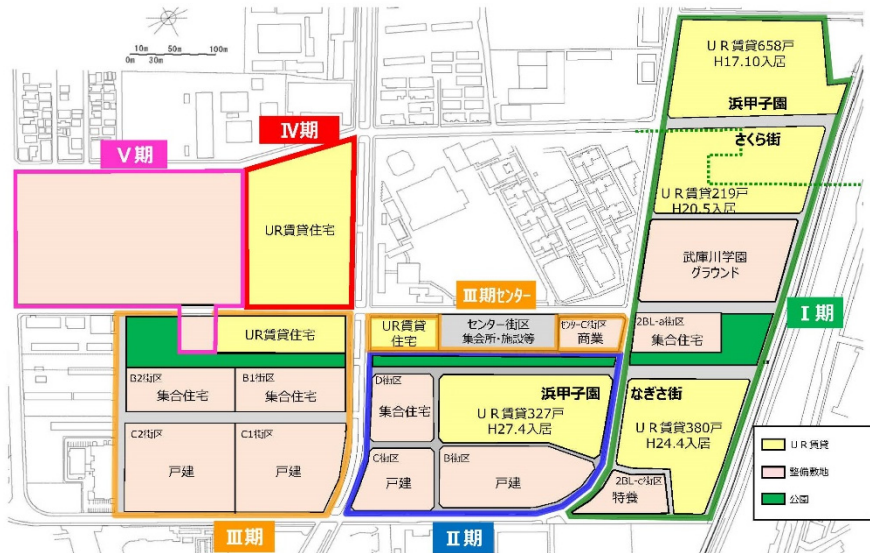 10m 50m 100m
0m 30m
UR賃貸658戸
H17.10入居
浜甲子園
さくら街
UR賃貸219戸
H20.5入居
武庫川学園
グラウンド
2BL-a街区
集合住宅
Ⅰ期
Ⅴ期
Ⅳ期
UR賃貸住宅
Ⅲ期センター
UR賃貸
住宅
センター街区
集会所・施設等
センターC街区
商業
UR賃貸住宅
B2街区
集合住宅
B1街区
集合住宅
C2街区
戸建
C1街区
戸建
Ⅲ期
D街区
集合住宅
浜甲子園
UR賃貸327戸
H27.4入居
C街区
戸建
B街区
戸建
Ⅱ期
なぎさ街
UR賃貸380戸
H24.4入居
2BL-c街区
特養
UR賃貸
整備敷地
公園